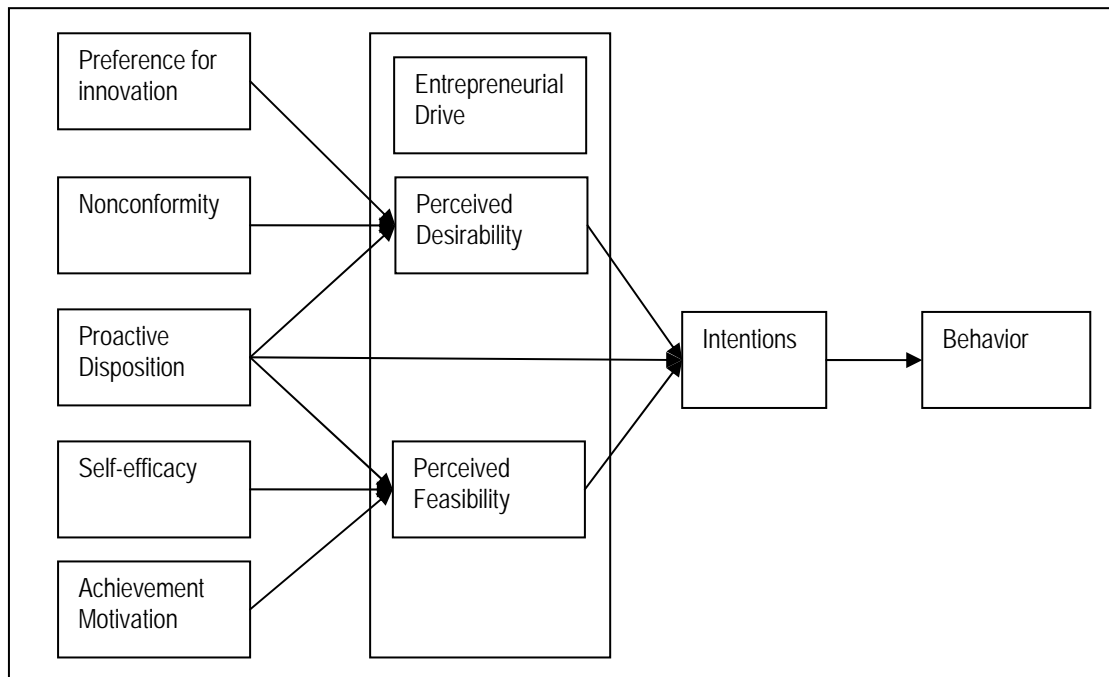 Preference for
innovation
Entrepreneurial
Drive
Nonconformity
Perceived
Desirability
Proactive
Disposition
Intentions
Behavior
Self-efficacy
Perceived
Feasibility
Achievement
Motivation